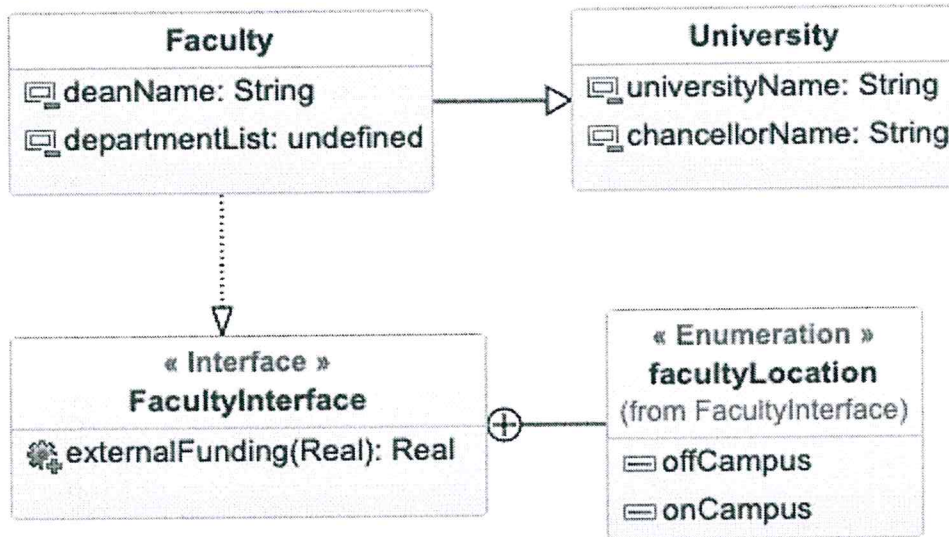 Faculty
deanName: String
departmentList: undefined
University
universityName: String
chancellorName: String
« Interface »
FacultyInterface
externalFunding(Real): Real
« Enumeration »
facultyLocation
(from FacultyInterface)
offCampus
onCampus